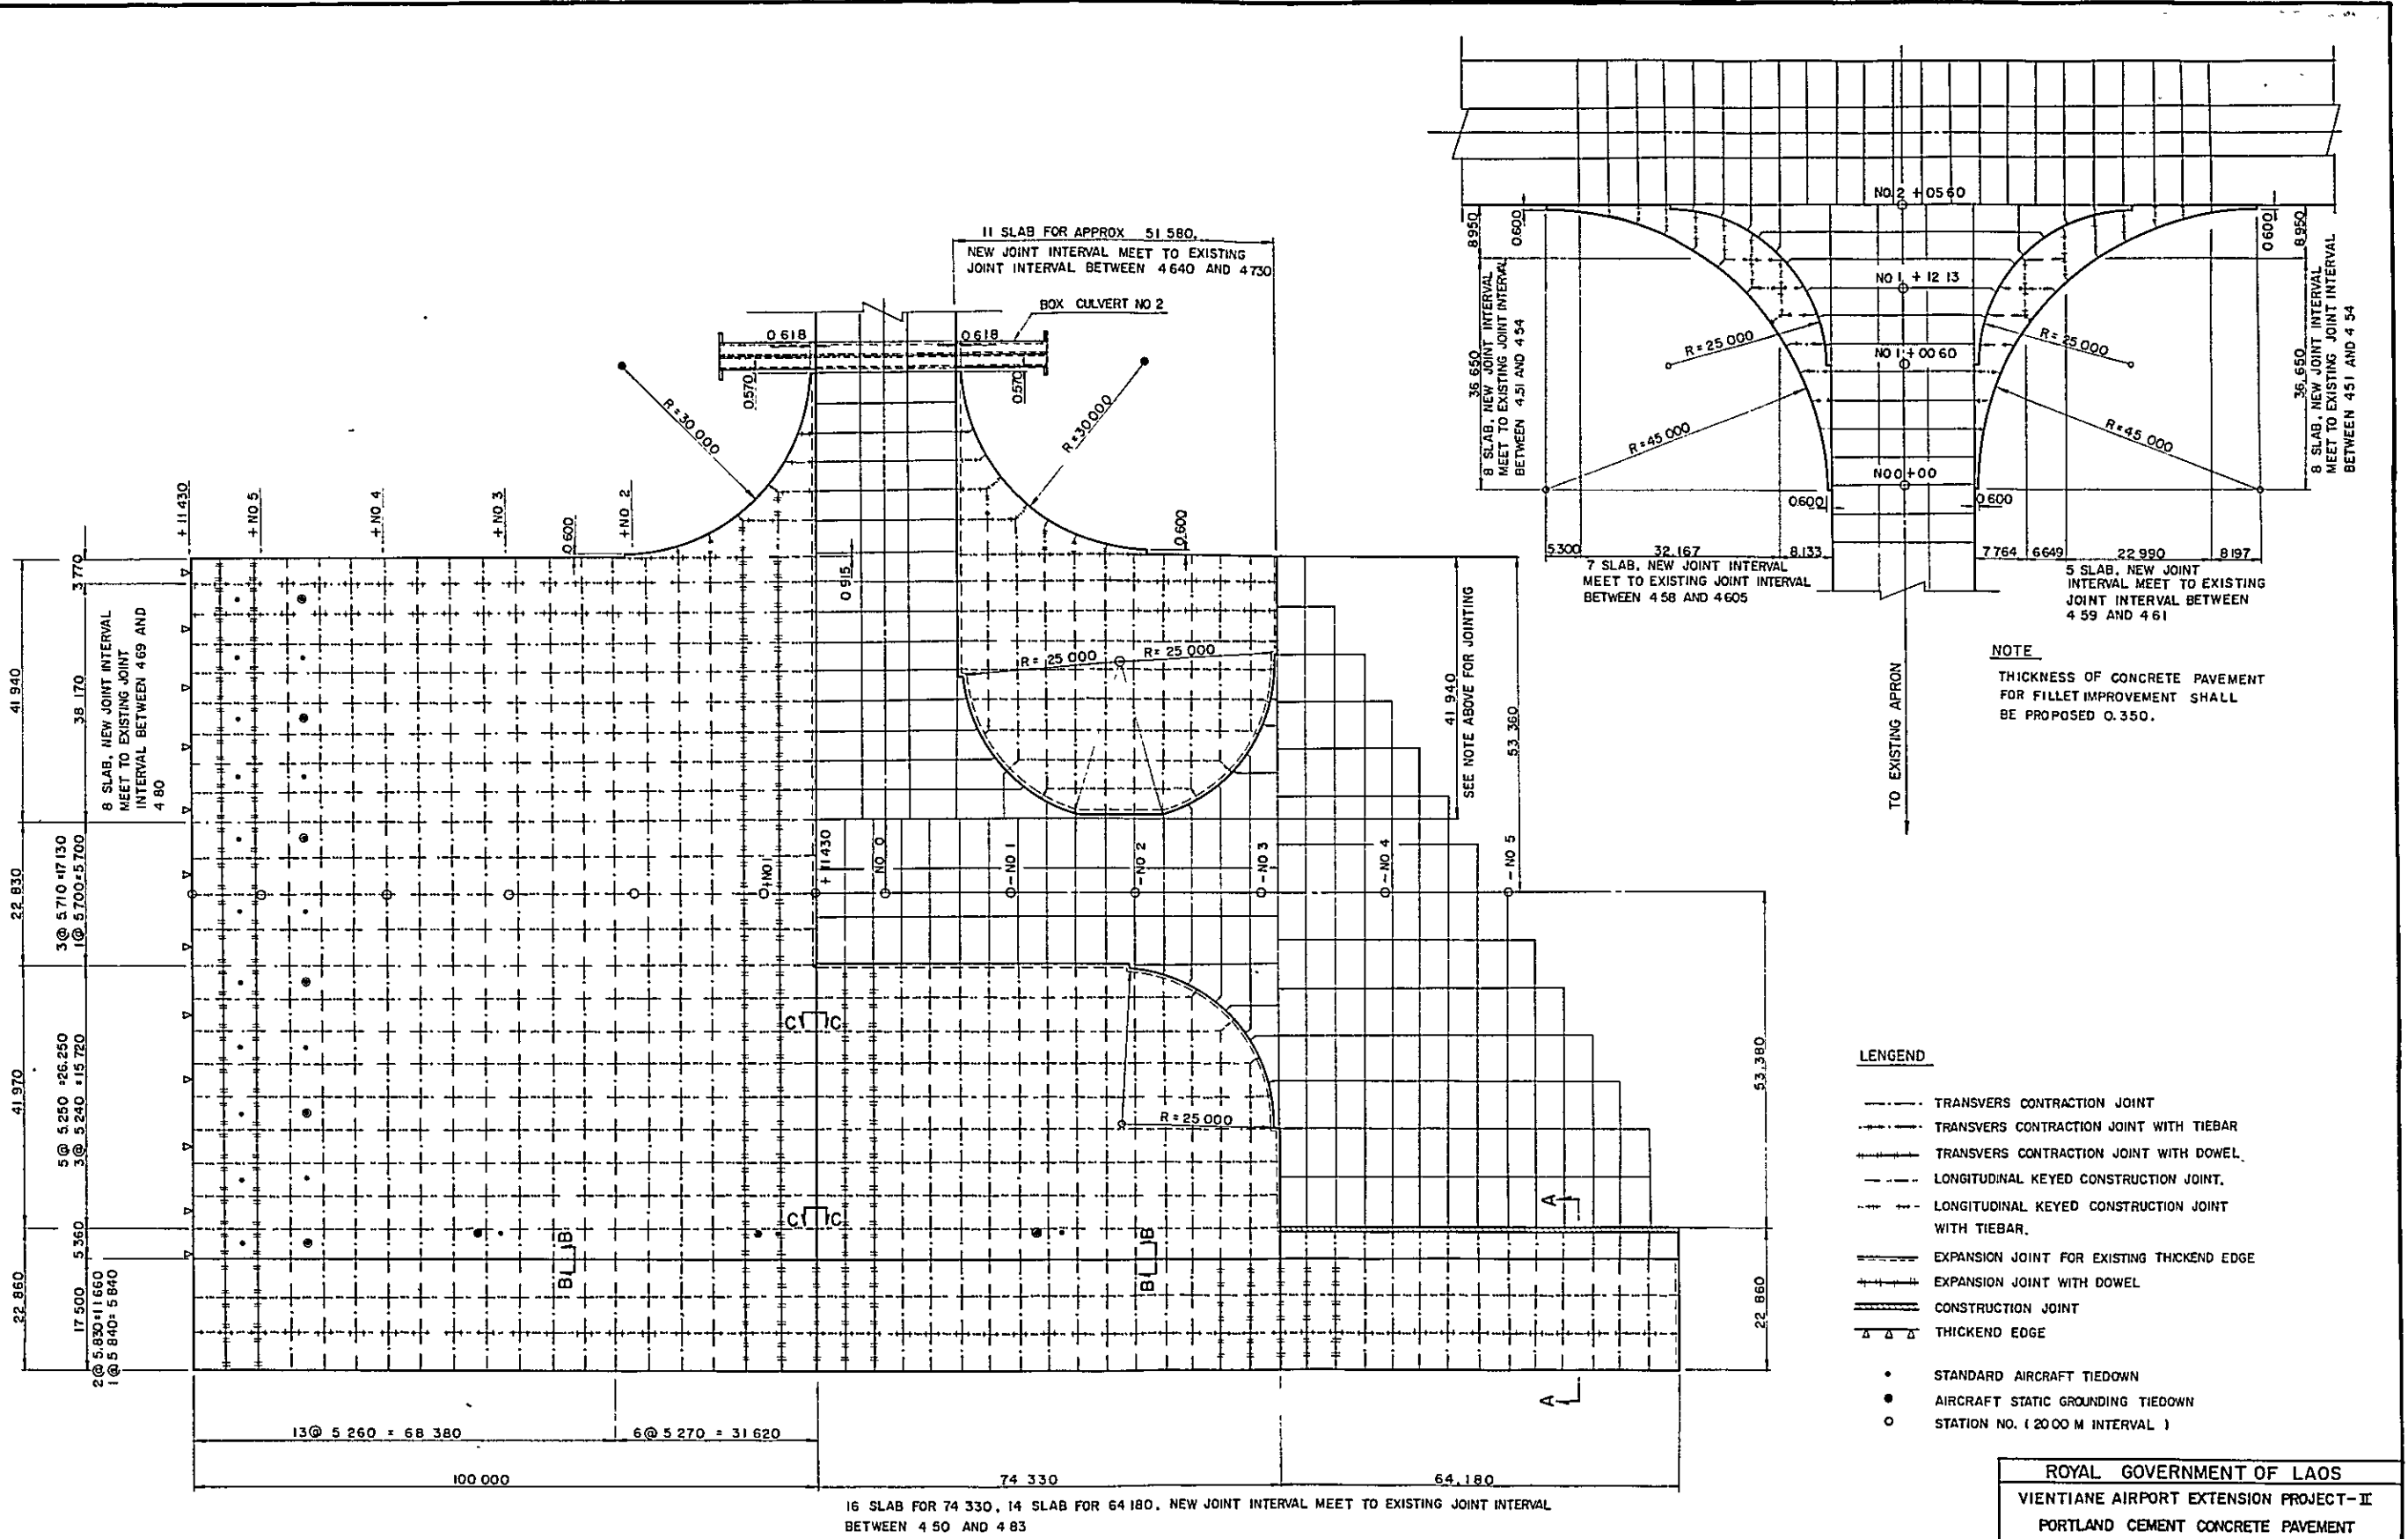 11 SLAB FOR APPROX 51 580.
NEW JOINT INTERVAL MEET TO EXISTING
JOINT INTERVAL BETWEEN 4 640 AND 4 730
BOX CULVERT NO 2
0 618
0 618
0.570
0.570
R=30 000
R=30 000
+ 11 430
+ NO 5
+ NO 4
+ NO 3
0 600
+ NO 2
0.600
0 915
3 770
38 170
41 940
8 SLAB, NEW JOINT INTERVAL
MEET TO EXISTING JOINT
INTERVAL BETWEEN 4 69 AND
4 80
22 830
3@ 5 710 =17 130
1@ 5 700=5 700
41 970
5@ 5 250 =26.250
3@ 5 240 =15 720
5 360
22 860
17 500
2@ 5.830=11 660
1@ 5 840= 5 840
R= 25 000
R= 25 000
41 940
SEE NOTE ABOVE FOR JOINTING
53 360
+NO 1
+ 11 430
NO 0
- NO 1
- NO 2
- NO 3
- NO 4
- NO 5
C C
C C
R = 25 000
B B
B B
A
A
53.380
22 860
13@ 5 260 = 68 380
6@ 5 270 = 31 620
100 000
74 330
64.180
16 SLAB FOR 74 330. 14 SLAB FOR 64 180. NEW JOINT INTERVAL MEET TO EXISTING JOINT INTERVAL
BETWEEN 4 50 AND 4 83
NO.2 + 05 60
NO 1 + 12 13
NO 1 + 00 60
NO 0 + 00
8 950
0.600
36 650
8 SLAB, NEW JOINT INTERVAL
MEET TO EXISTING JOINT INTERVAL
BETWEEN 4.51 AND 4 54
R=25 000
R=25 000
R=45 000
R=45 000
0.600
8 950
36 650
8 SLAB, NEW JOINT INTERVAL
MEET TO EXISTING JOINT INTERVAL
BETWEEN 4 51 AND 4 54
0.600
0 600
5300
32.167
8.133
7 764
6 649
22 990
8 197
7 SLAB, NEW JOINT INTERVAL
MEET TO EXISTING JOINT INTERVAL
BETWEEN 4 58 AND 4 605
5 SLAB, NEW JOINT
INTERVAL MEET TO EXISTING
JOINT INTERVAL BETWEEN
4 59 AND 4 61
TO EXISTING APRON
NOTE
THICKNESS OF CONCRETE PAVEMENT
FOR FILLET IMPROVEMENT SHALL
BE PROPOSED 0.350.
LENGEND
TRANSVERS CONTRACTION JOINT
TRANSVERS CONTRACTION JOINT WITH TIEBAR
TRANSVERS CONTRACTION JOINT WITH DOWEL.
LONGITUDINAL KEYED CONSTRUCTION JOINT.
LONGITUDINAL KEYED CONSTRUCTION JOINT
WITH TIEBAR.
EXPANSION JOINT FOR EXISTING THICKEND EDGE
EXPANSION JOINT WITH DOWEL
CONSTRUCTION JOINT
THICKEND EDGE
STANDARD AIRCRAFT TIEDOWN
AIRCRAFT STATIC GROUNDING TIEDOWN
STATION NO. ( 20 00 M INTERVAL )
ROYAL GOVERNMENT OF LAOS
VIENTIANE AIRPORT EXTENSION PROJECT-II
PORTLAND CEMENT CONCRETE PAVEMENT